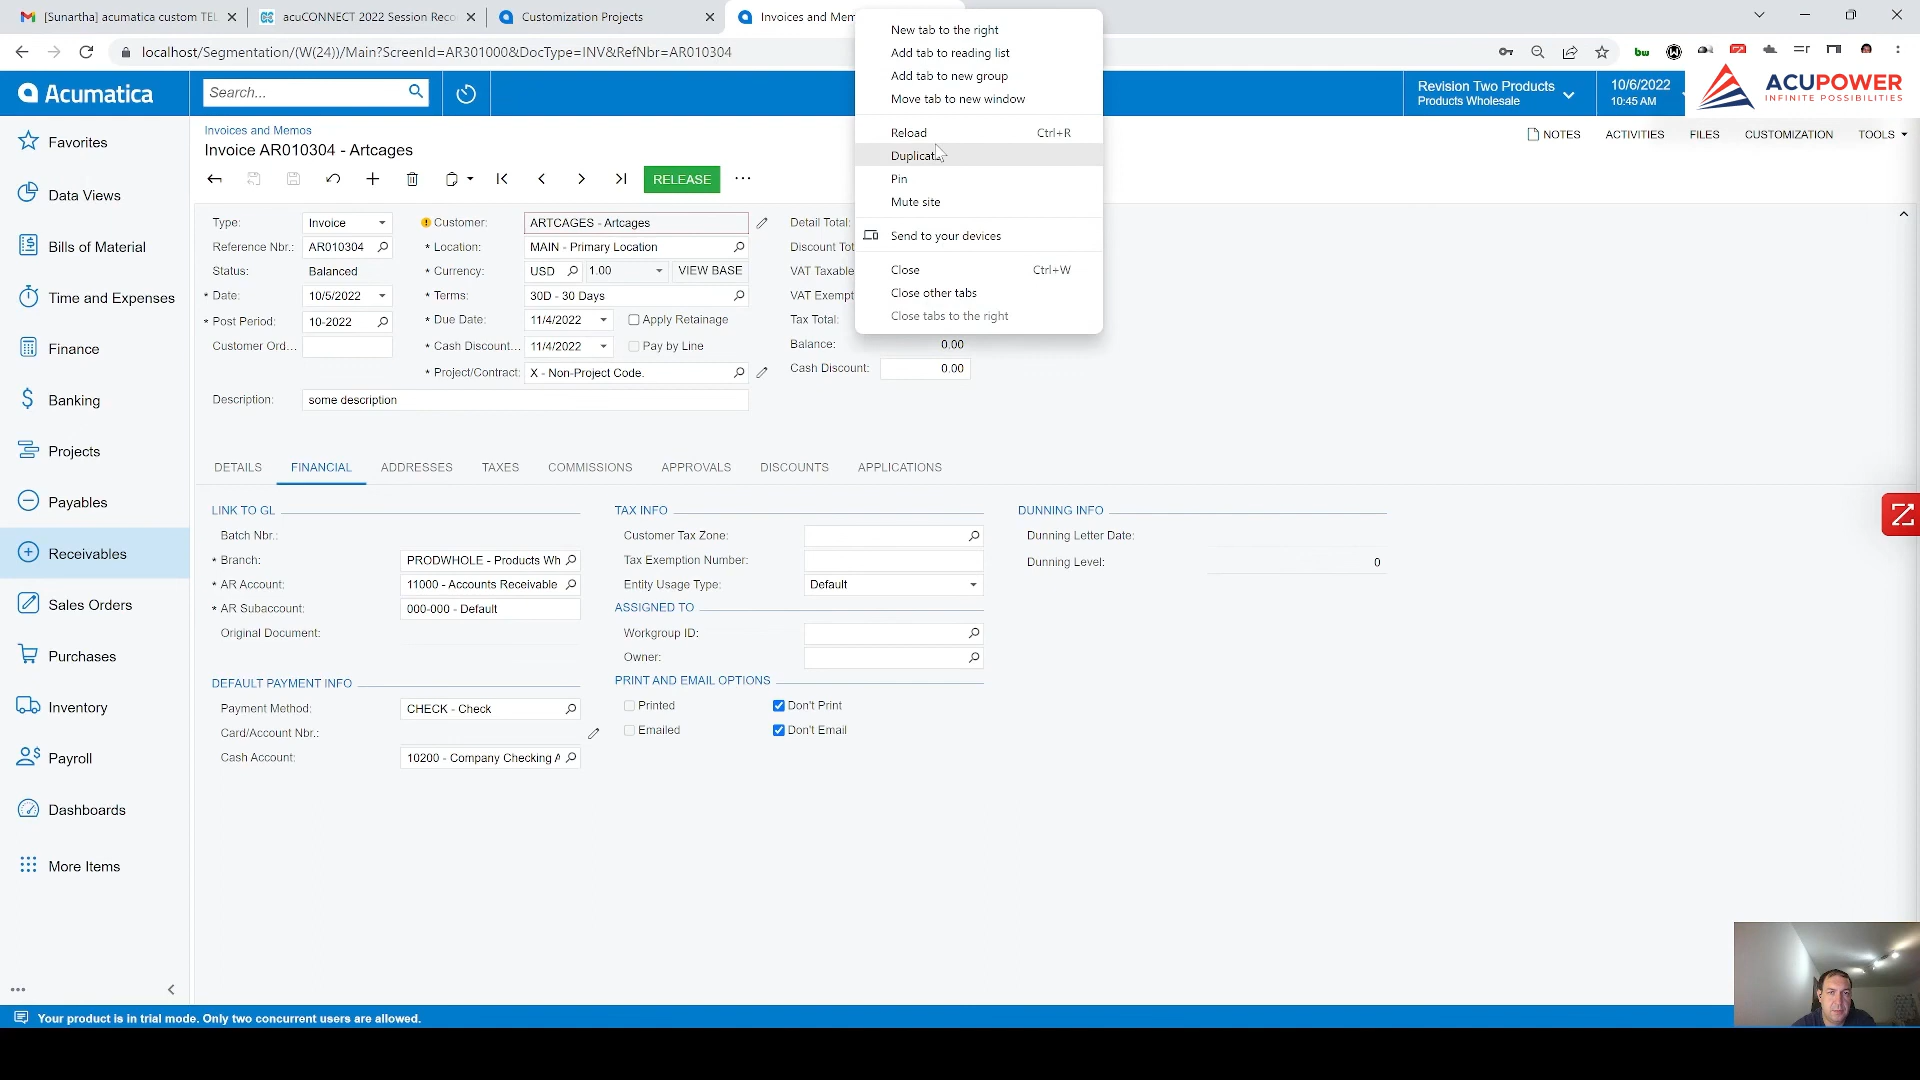 [Sunartha] acumatica custom TEL
acuCONNECT 2022 Session Reco
Customization Projects
Invoices and Mem
localhost/Segmentation/(W(24))/Main?ScreenId=AR301000&DocType=INV&RefNbr=AR010304
bw
New tab to the right
Add tab to reading list
Add tab to new group
Move tab to new window
Reload Ctrl+R
Duplicat
Pin
Mute site
Send to your devices
Close Ctrl+W
Close other tabs
Close tabs to the right
Acumatica
Search...
Revision Two Products
Products Wholesale
10/6/2022
10:45 AM
ACUPOWER
INFINITE POSSIBILITIES
Favorites
Data Views
Bills of Material
Time and Expenses
Finance
Banking
Projects
Payables
Receivables
Sales Orders
Purchases
Inventory
Payroll
Dashboards
More Items
Invoices and Memos
Invoice AR010304 - Artcages
NOTES ACTIVITIES FILES CUSTOMIZATION TOOLS
RELEASE
Type: Invoice
Reference Nbr.: AR010304
Status: Balanced
* Date: 10/5/2022
* Post Period: 10-2022
Customer Ord...
Description: some description
Customer: ARTCAGES - Artcages
* Location: MAIN - Primary Location
* Currency: USD 1.00 VIEW BASE
* Terms: 30D - 30 Days
* Due Date: 11/4/2022 Apply Retainage
* Cash Discount... 11/4/2022 Pay by Line
* Project/Contract: X - Non-Project Code.
Detail Total:
Discount Tot
VAT Taxable
VAT Exempt
Tax Total:
Balance: 0.00
Cash Discount: 0.00
DETAILS FINANCIAL ADDRESSES TAXES COMMISSIONS APPROVALS DISCOUNTS APPLICATIONS
LINK TO GL
Batch Nbr.:
* Branch: PRODWHOLE - Products Wh
* AR Account: 11000 - Accounts Receivable
* AR Subaccount: 000-000 - Default
Original Document:
DEFAULT PAYMENT INFO
Payment Method: CHECK - Check
Card/Account Nbr.:
Cash Account: 10200 - Company Checking A
TAX INFO
Customer Tax Zone:
Tax Exemption Number:
Entity Usage Type: Default
ASSIGNED TO
Workgroup ID:
Owner:
PRINT AND EMAIL OPTIONS
Printed Don't Print
Emailed Don't Email
DUNNING INFO
Dunning Letter Date:
Dunning Level: 0
Your product is in trial mode. Only two concurrent users are allowed.